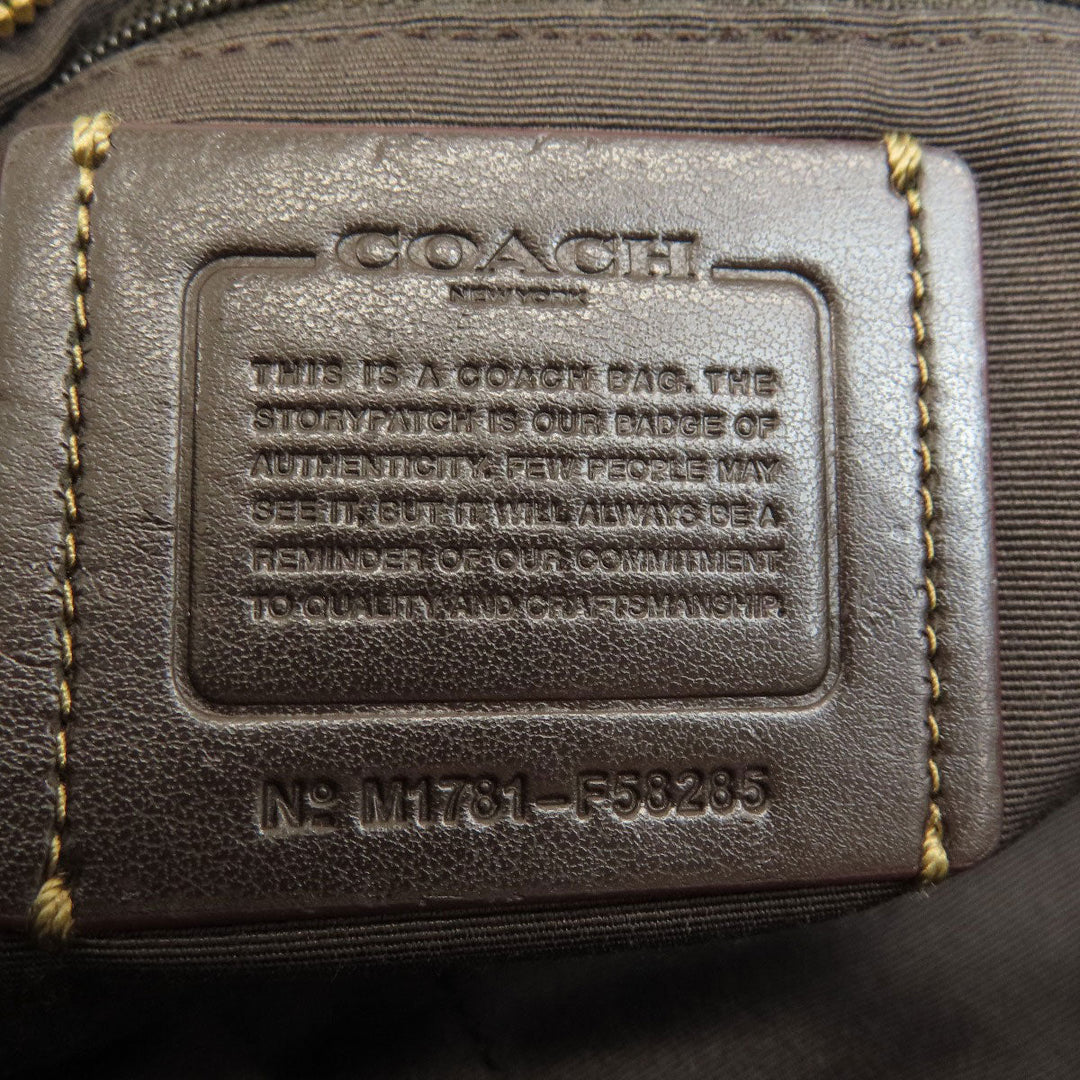 COACH
NEW YORK
THIS IS A COACH BAG. THE
STORYPATCH IS OUR BADGE OF
AUTHENTICITY. FEW PEOPLE MAY
SEE IT, BUT IT WILL ALWAYS BE A
REMINDER OF OUR COMMITMENT
TO QUALITY AND CRAFTSMANSHIP.
Nº M1781-F58285